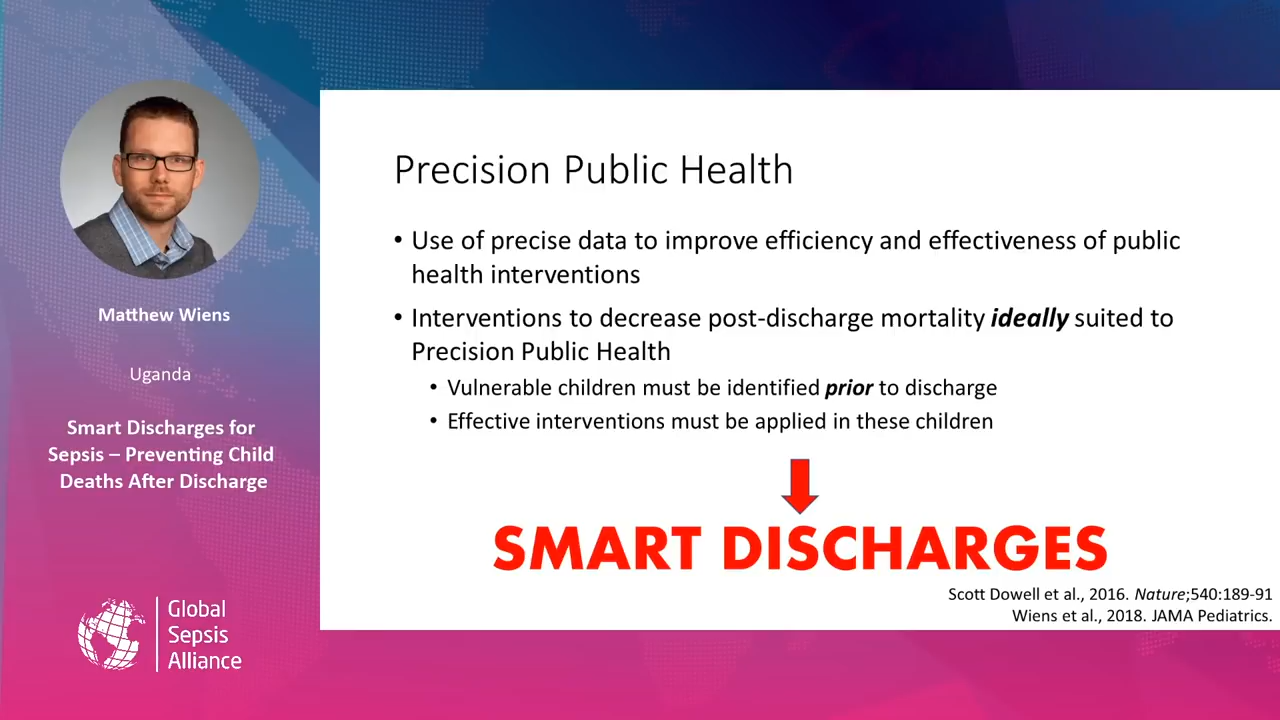 Matthew Wiens
Uganda
Smart Discharges for
Sepsis – Preventing Child
Deaths After Discharge
Global
Sepsis
Alliance
Precision Public Health
• Use of precise data to improve efficiency and effectiveness of public
health interventions
• Interventions to decrease post-discharge mortality ideally suited to
Precision Public Health
• Vulnerable children must be identified prior to discharge
• Effective interventions must be applied in these children
SMART DISCHARGES
Scott Dowell et al., 2016. Nature;540:189-91
Wiens et al., 2018. JAMA Pediatrics.